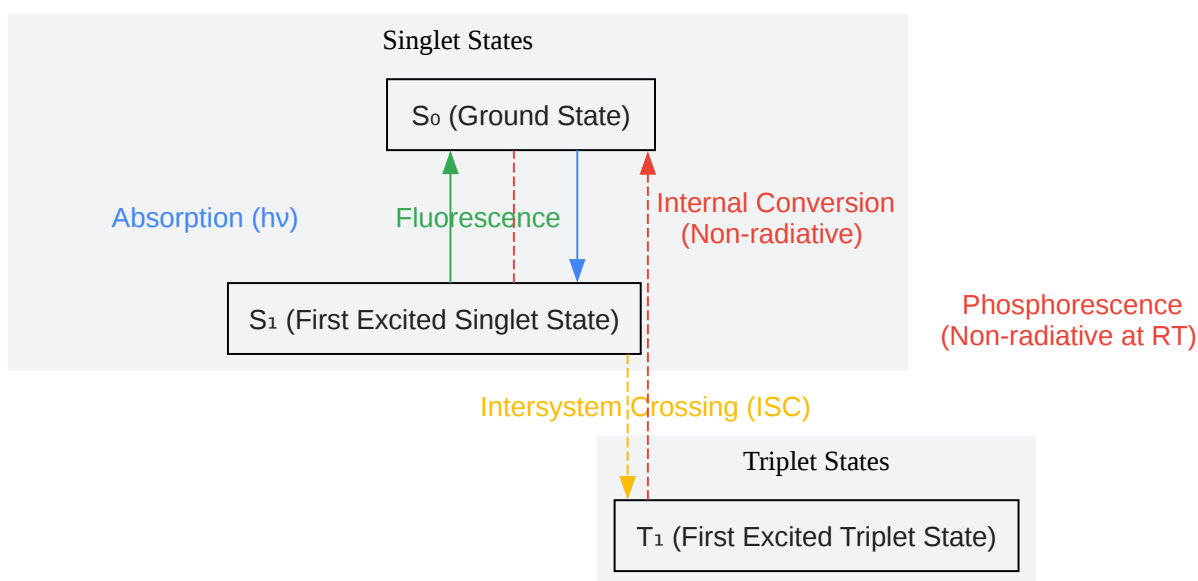 Singlet States
S₀ (Ground State)
Absorption (hν)
Fluorescence
Internal Conversion
(Non-radiative)
S₁ (First Excited Singlet State)
Phosphorescence
(Non-radiative at RT)
Intersystem Crossing (ISC)
Triplet States
T₁ (First Excited Triplet State)